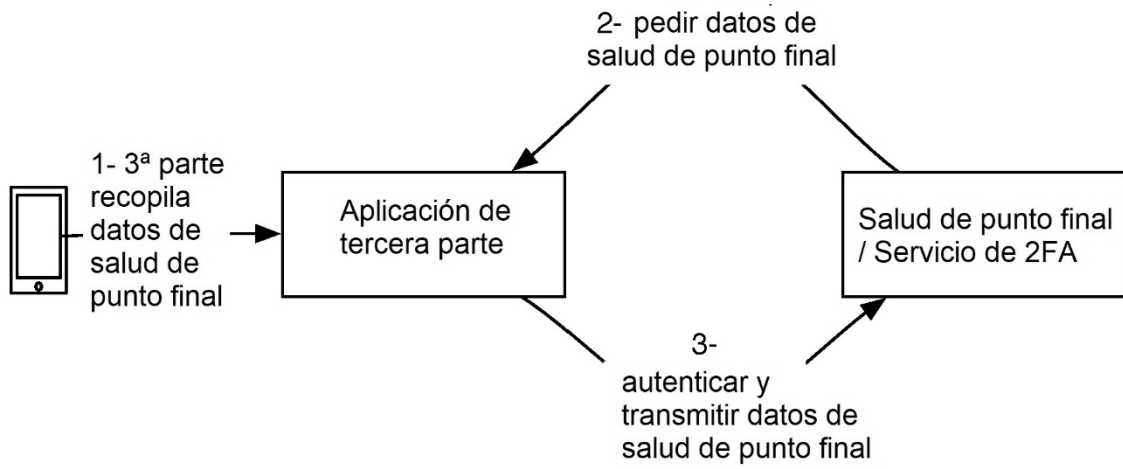 2- pedir datos de
salud de punto final
1- 3ª parte
recopila
datos de
salud de
punto final
Aplicación de
tercera parte
Salud de punto final
/ Servicio de 2FA
3-
autenticar y
transmitir datos de
salud de punto final